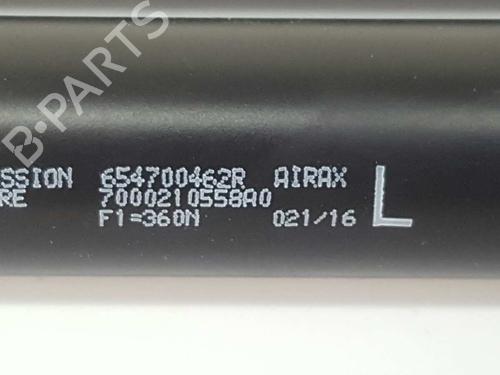 B-PARTS
SSION 654700462R AIRAX
RE 7000210558A0
F1=360N 021/16 L